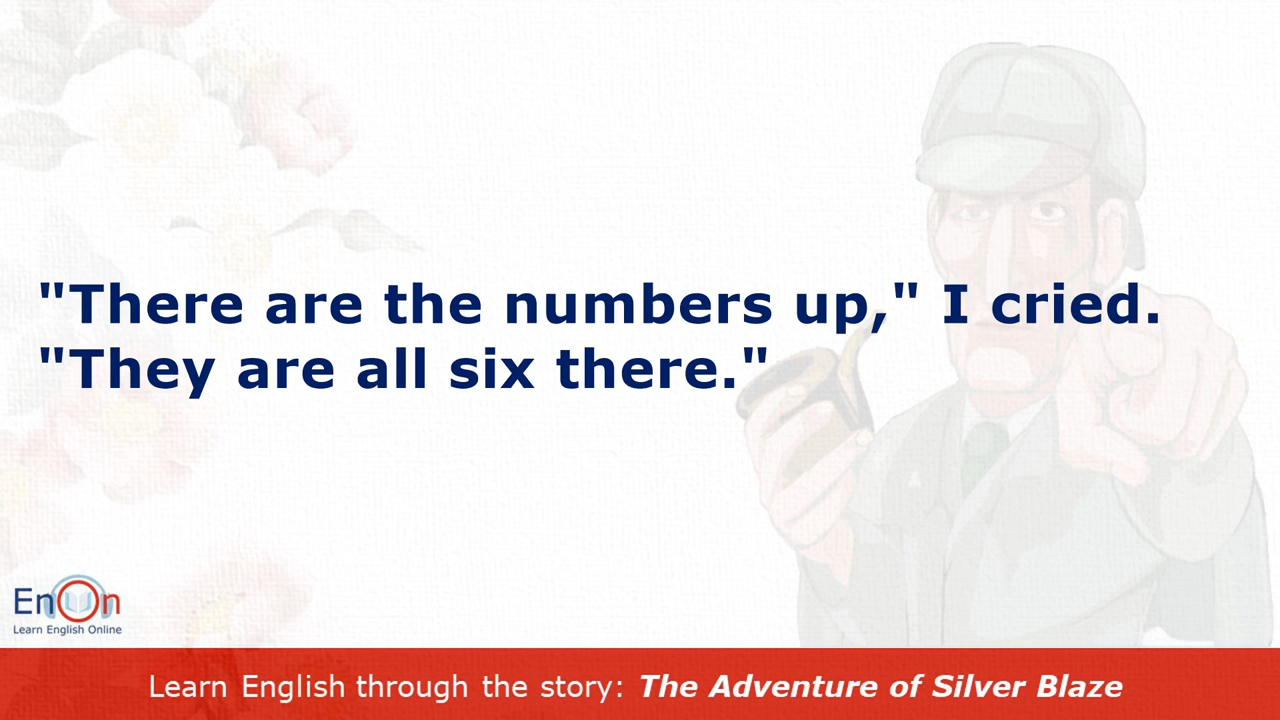 "There are the numbers up," I cried.
"They are all six there."
EnOn
Learn English Online
Learn English through the story: The Adventure of Silver Blaze